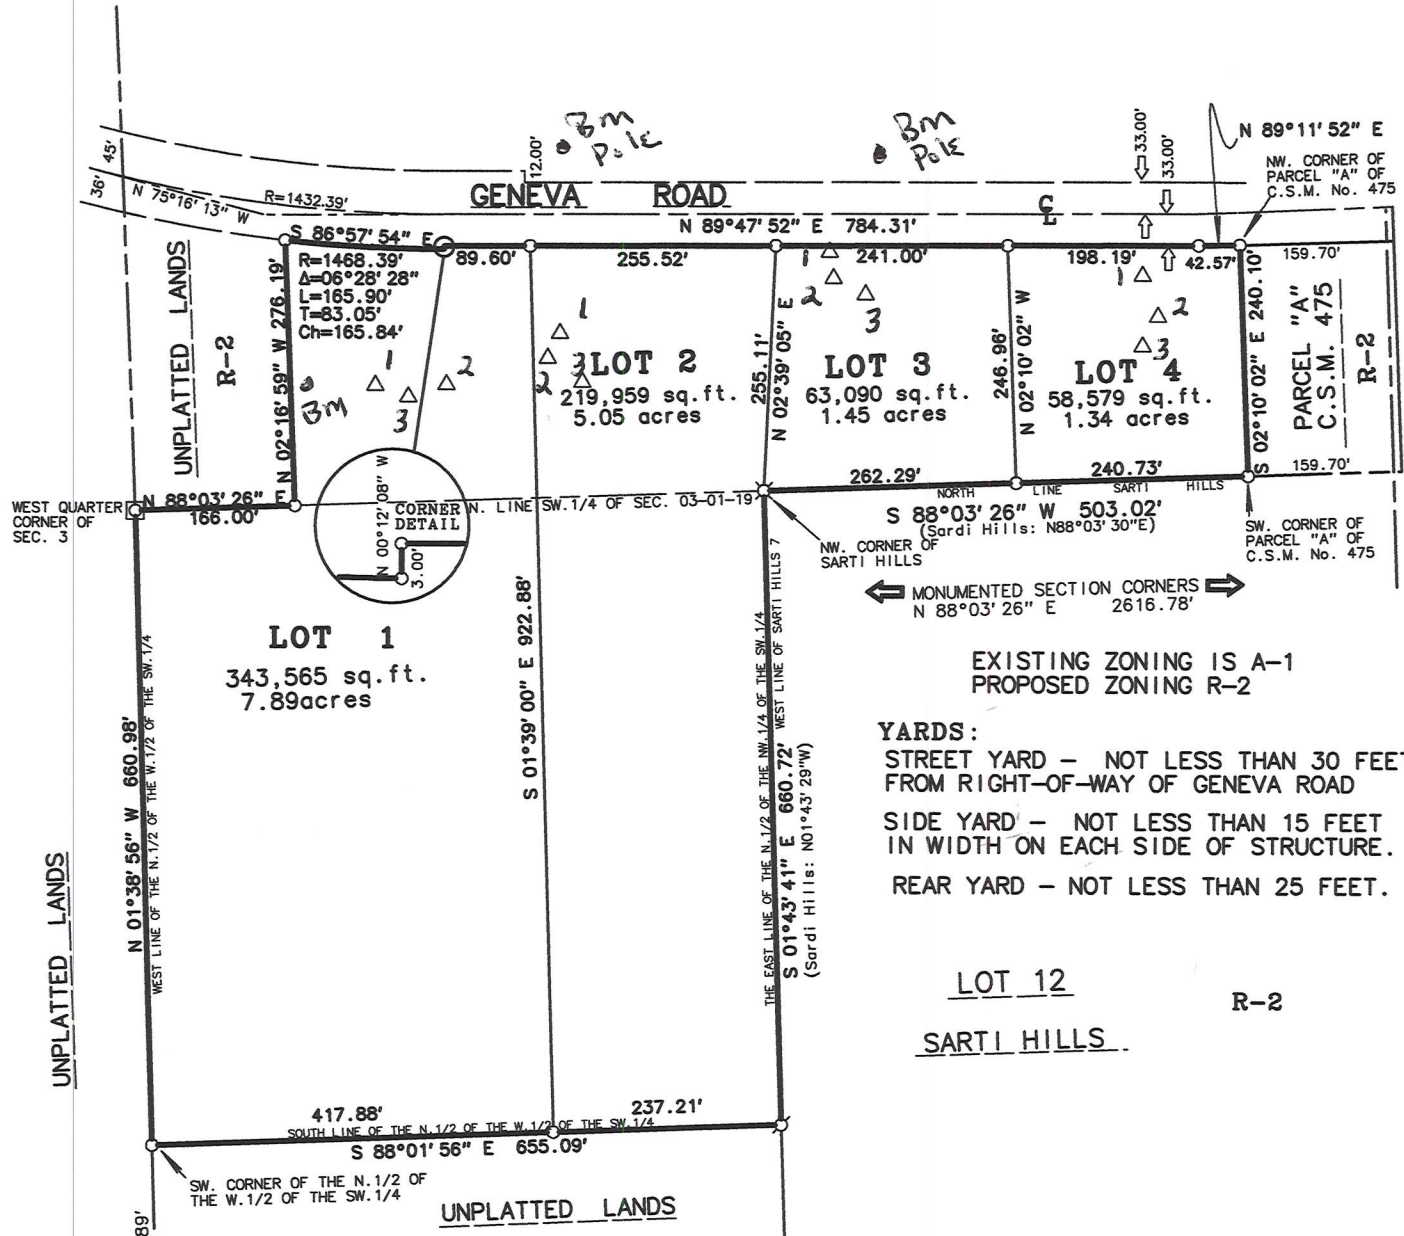 Bm
Pole
Bm
Pole
12.00'
33.00'
33.00'
N 89°11'52" E
NW. CORNER OF
PARCEL "A" OF
C.S.M. No. 475
45'
36'
N 75°16'13" W
R=1432.39'
GENEVA ROAD
CL
N 89°47'52" E 784.31'
S 86°57'54" E
89.60'
255.52'
241.00'
198.19'
42.57'
159.70'
R=1468.39'
Δ=06°28'28"
L=165.90'
T=83.05'
Ch=165.84'
UNPLATTED LANDS
R-2
N 02°16'59" W 276.19'
Bm
1
2
3
1
2
3
LOT 2
219,959 sq.ft.
5.05 acres
255.11'
N 02°39'05" E
1
2
3
LOT 3
63,090 sq.ft.
1.45 acres
246.96'
N 02°10'02" W
1
2
3
LOT 4
58,579 sq.ft.
1.34 acres
S 02°10'02" E 240.10'
PARCEL "A"
C.S.M. 475
R-2
159.70'
WEST QUARTER
CORNER OF
SEC. 3
N 88°03'26" E
166.00'
N 00°12'08" W
CORNER
DETAIL
3.00'
N. LINE SW.1/4 OF SEC. 03-01-19
262.29'
240.73'
NORTH LINE SARTI HILLS
S 88°03'26" W 503.02'
(Sardi Hills: N88°03'30"E)
NW. CORNER OF
SARTI HILLS
SW. CORNER OF
PARCEL "A" OF
C.S.M. No. 475
MONUMENTED SECTION CORNERS
N 88°03'26" E 2616.78'
LOT 1
343,565 sq.ft.
7.89acres
N 01°38'56" W 660.98'
WEST LINE OF THE N.1/2 OF THE W.1/2 OF THE SW.1/4
S 01°39'00" E 922.88'
THE EAST LINE OF THE N.1/2 OF THE NW.1/4 OF THE SW.1/4
WEST LINE OF SARTI HILLS 7
S 01°43'41" E 660.72'
(Sardi Hills: N01°43'29"W)
EXISTING ZONING IS A-1
PROPOSED ZONING R-2
YARDS:
STREET YARD - NOT LESS THAN 30 FEET
FROM RIGHT-OF-WAY OF GENEVA ROAD
SIDE YARD - NOT LESS THAN 15 FEET
IN WIDTH ON EACH SIDE OF STRUCTURE.
REAR YARD - NOT LESS THAN 25 FEET.
UNPLATTED LANDS
LOT 12
SARTI HILLS
R-2
417.88'
237.21'
SOUTH LINE OF THE N.1/2 OF THE W.1/2 OF THE SW.1/4
S 88°01'56" E 655.09'
SW. CORNER OF THE N.1/2 OF
THE W.1/2 OF THE SW.1/4
UNPLATTED LANDS
89'